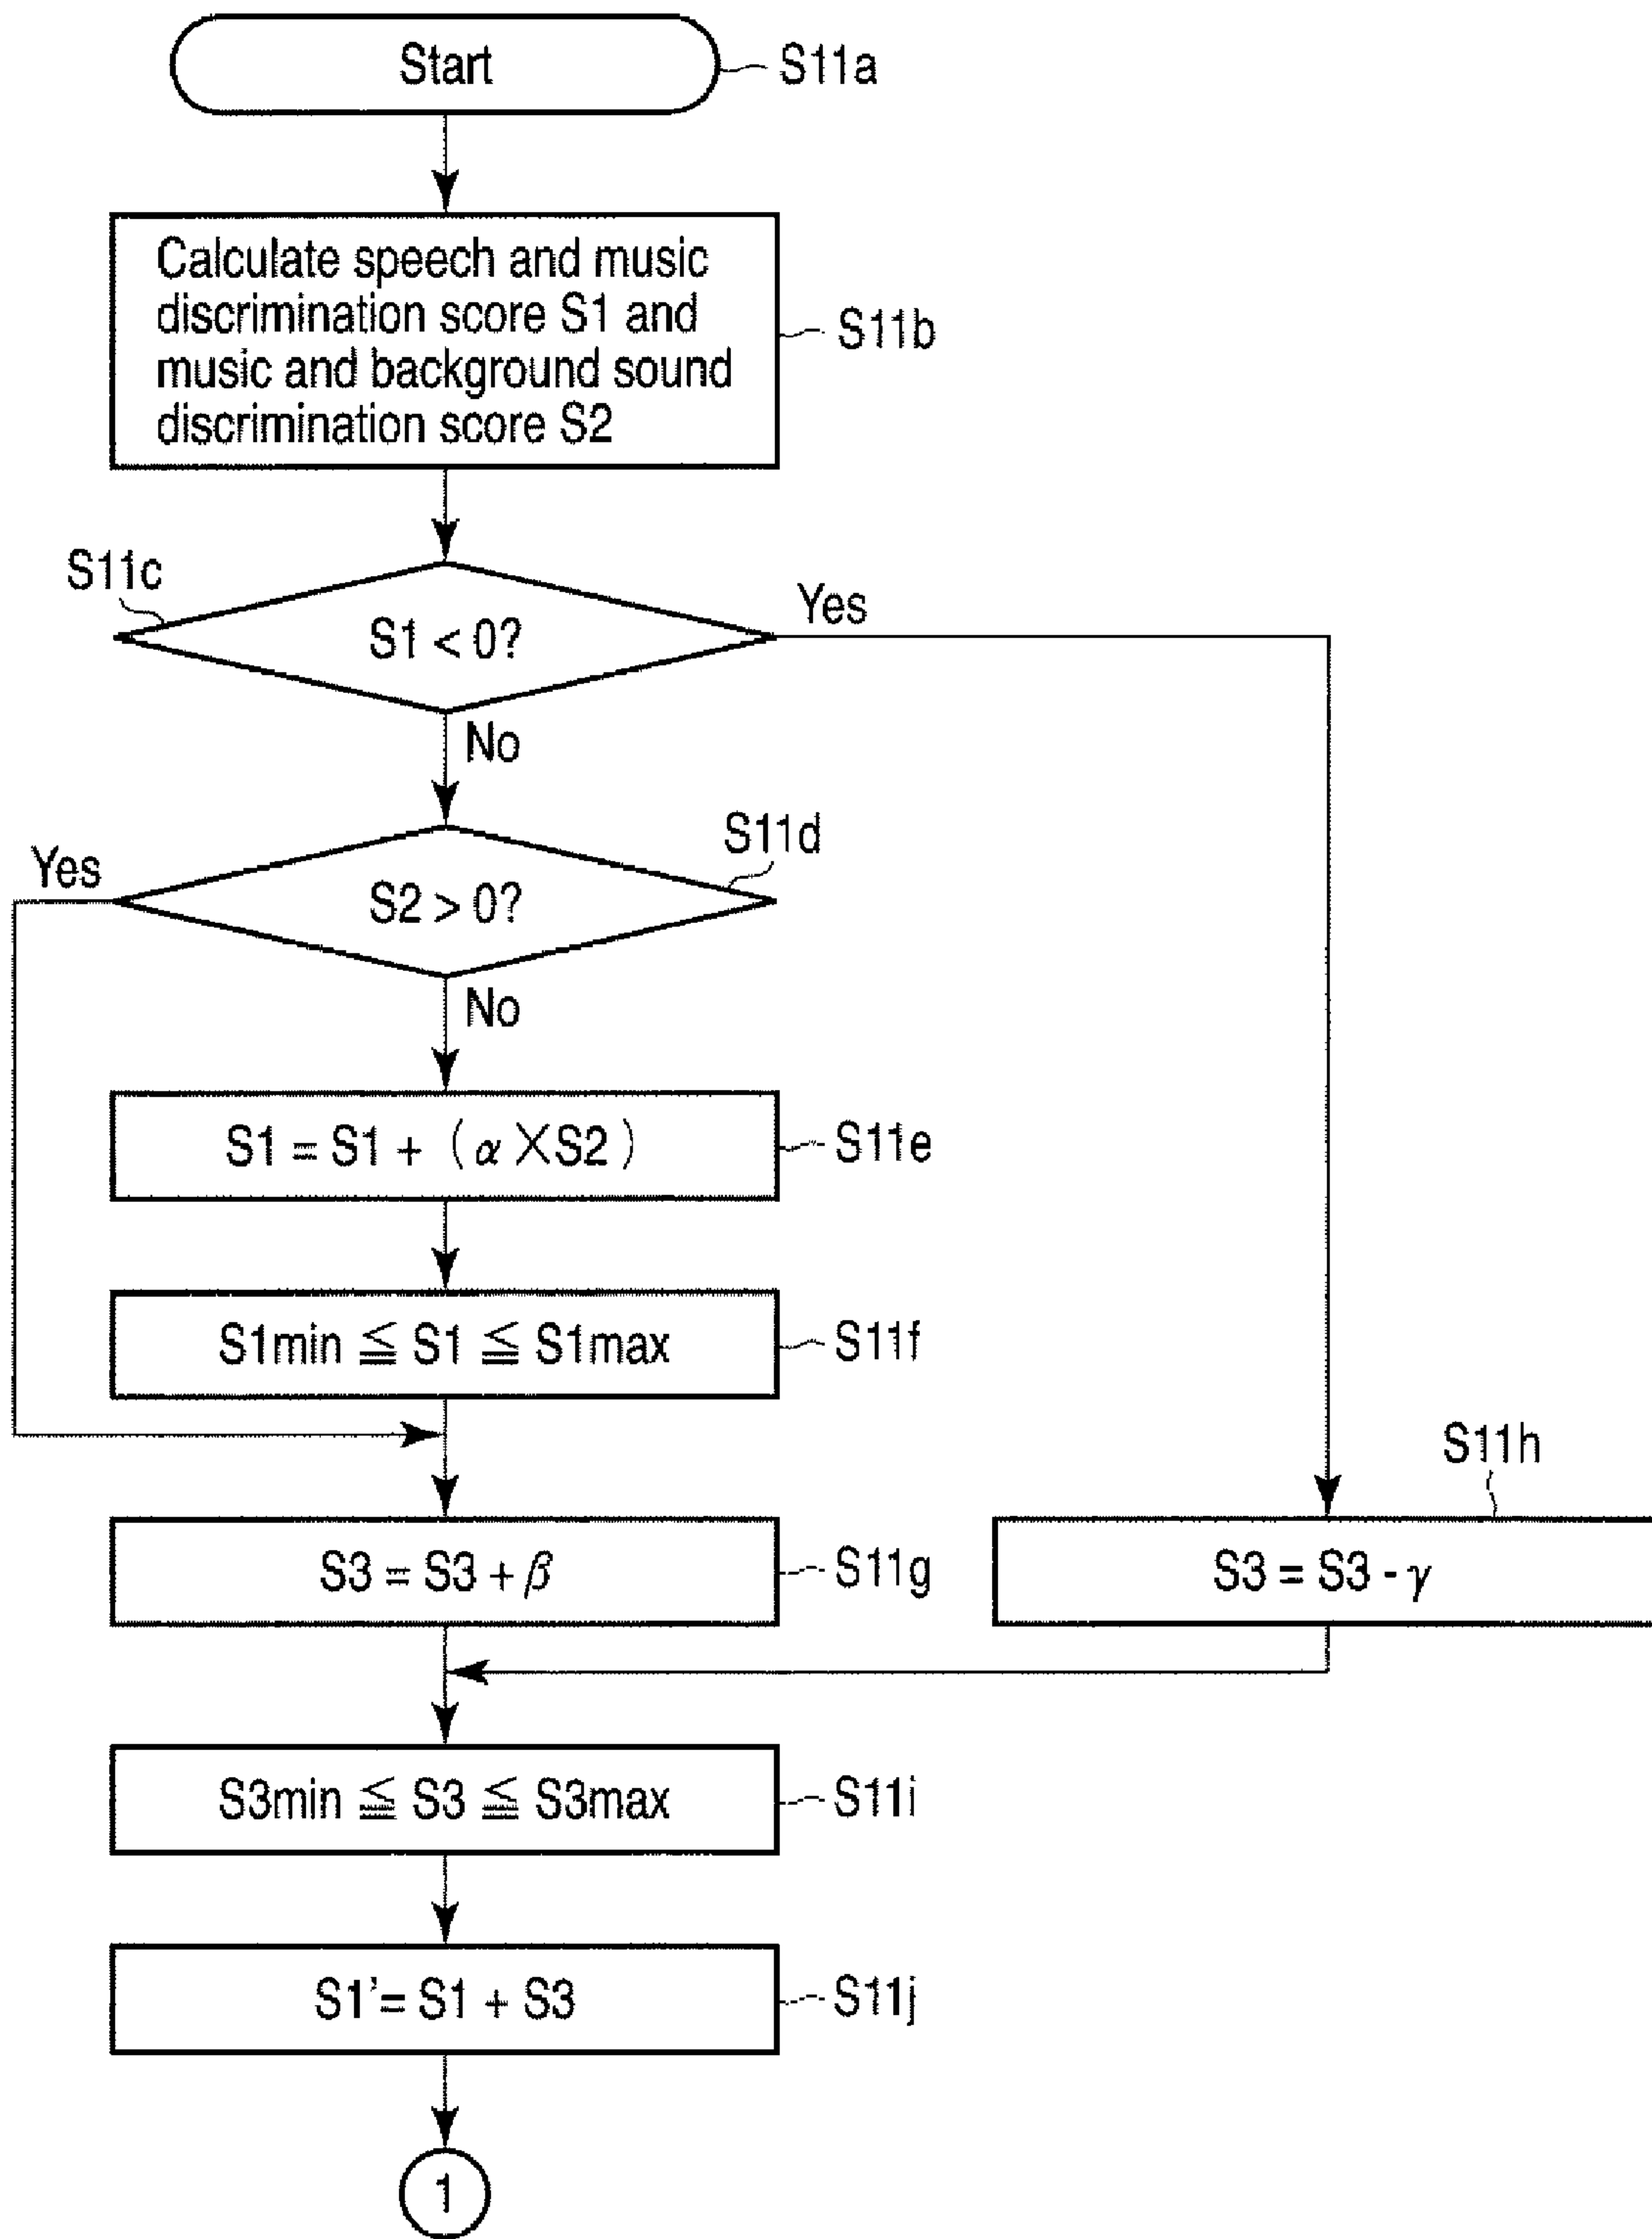 Start
S11a
Calculate speech and music
discrimination score S1 and
music and background sound
discrimination score S2
S11b
S11c
S1 < 0?
Yes
No
S11d
Yes
S2 > 0?
No
S1 = S1 + (α×S2)
S11e
S1min ≦ S1 ≦ S1max
S11f
S11h
S3 = S3 + β
S11g
S3 = S3 - γ
S3min ≦ S3 ≦ S3max
S11i
S1'= S1 + S3
S11j
1